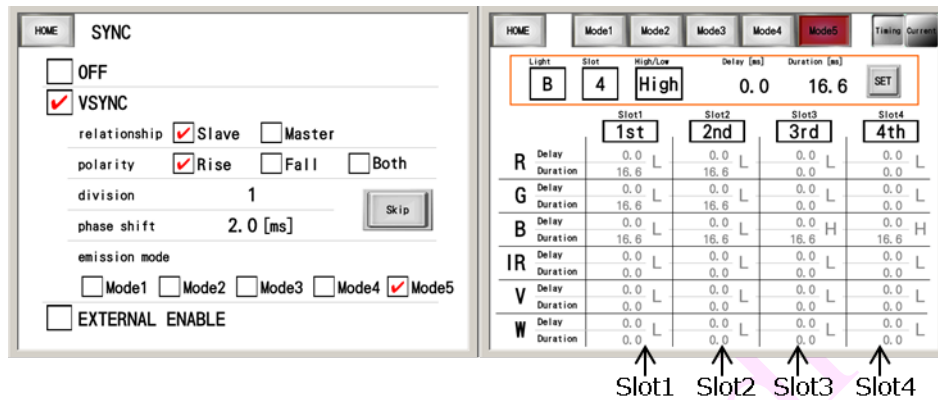 HOME SYNC
OFF
VSYNC
relationship Slave Master
polarity Rise Fall Both
division 1
phase shift 2.0 [ms]
Skip
emission mode
Mode1 Mode2 Mode3 Mode4 Mode5
EXTERNAL ENABLE
HOME Mode1 Mode2 Mode3 Mode4 Mode5 Timing Current
Light Slot High/Low Delay [ms] Duration [ms]
B 4 High 0.0 16.6 SET
Slot1 Slot2 Slot3 Slot4
1st 2nd 3rd 4th
R Delay 0.0 L 0.0 L 0.0 L 0.0 L
Duration 16.6 16.6 0.0 0.0
G Delay 0.0 L 0.0 L 0.0 L 0.0 L
Duration 16.6 16.6 0.0 0.0
B Delay 0.0 L 0.0 L 0.0 H 0.0 H
Duration 16.6 16.6 16.6 16.6
IR Delay 0.0 L 0.0 L 0.0 L 0.0 L
Duration 0.0 0.0 0.0 0.0
V Delay 0.0 L 0.0 L 0.0 L 0.0 L
Duration 0.0 0.0 0.0 0.0
W Delay 0.0 L 0.0 L 0.0 L 0.0 L
Duration 0.0 0.0 0.0 0.0
Slot1 Slot2 Slot3 Slot4